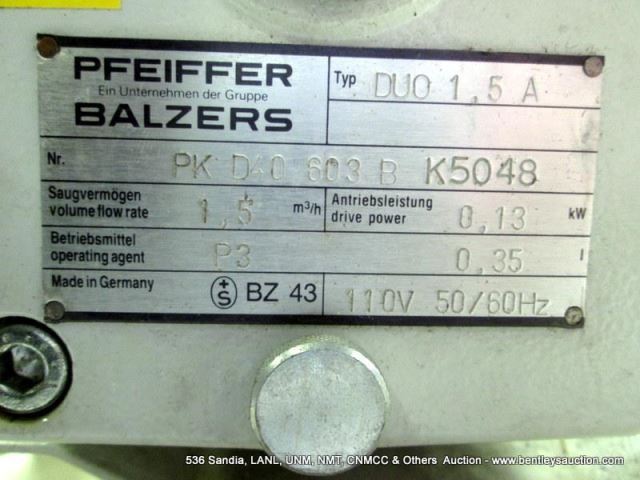 PFEIFFER
Ein Unternehmen der Gruppe
BALZERS
Typ DUO 1,5 A
Nr. PK D40 603 B K5048
Saugvermögen
volume flow rate 1,5 m³/h
Antriebsleistung
drive power 0,13 kW
Betriebsmittel
operating agent P3 0,35 l
Made in Germany
+S BZ 43 110V 50/60Hz
536 Sandia, LANL, UNM, NMT, CNMCC & Others Auction - www.bentleysauction.com